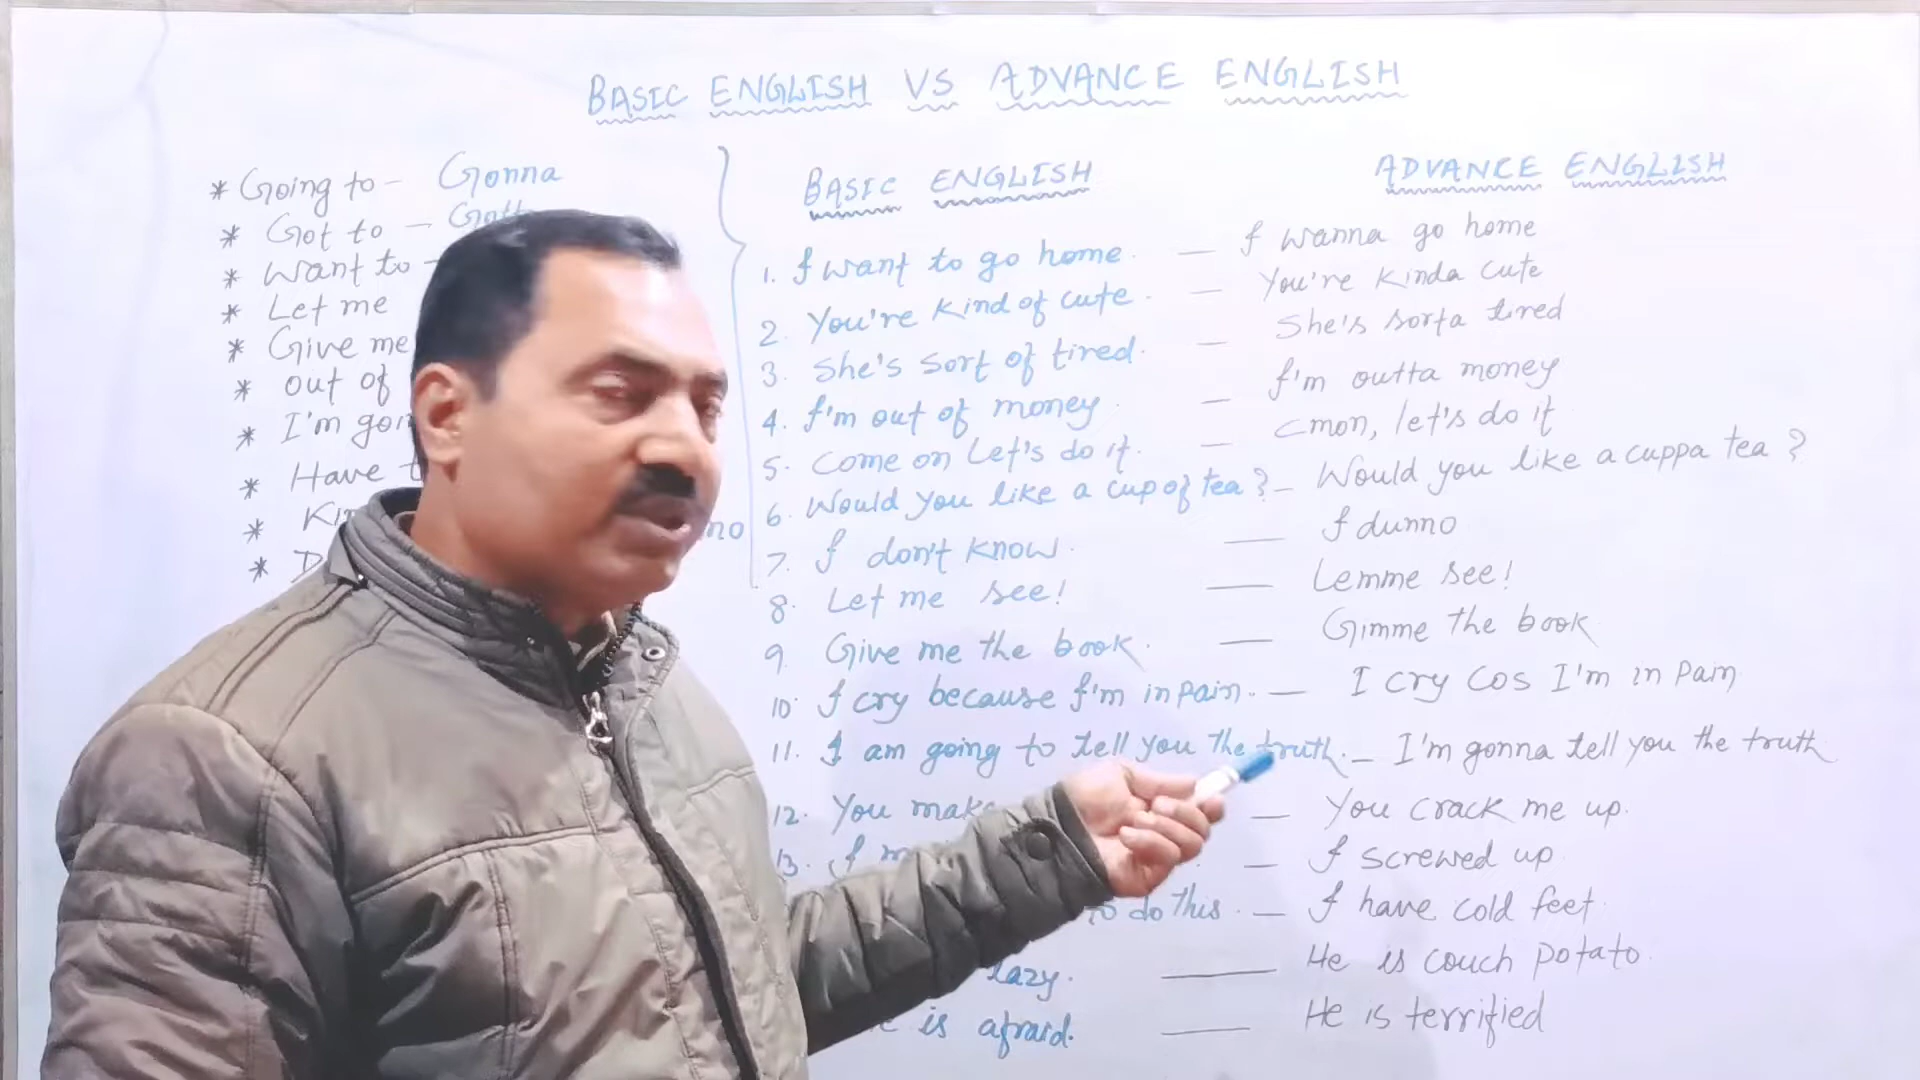 BASIC ENGLISH VS ADVANCE ENGLISH
* Going to - Gonna
* Got to -
* Want to -
* Let me
* Give me
* out of
* I'm
* Have
*
*
BASIC ENGLISH
ADVANCE ENGLISH
1. I want to go home. — I wanna go home
2. You're kind of cute. — You're kinda cute
3. She's sort of tired. — She's sorta tired
4. I'm out of money. — I'm outta money
5. Come on Let's do it. — cmon, let's do it
6. Would you like a cup of tea? — Would you like a cuppa tea?
7. I don't know. — I dunno
8. Let me see! — Lemme see!
9. Give me the book. — Gimme the book
10. I cry because I'm in pain. — I cry cos I'm in pain
11. I am going to tell you the truth. — I'm gonna tell you the truth
12. You — You crack me up.
13. I — I screwed up
to do this. — I have cold feet
lazy. — He is couch potato
is afraid. — He is terrified